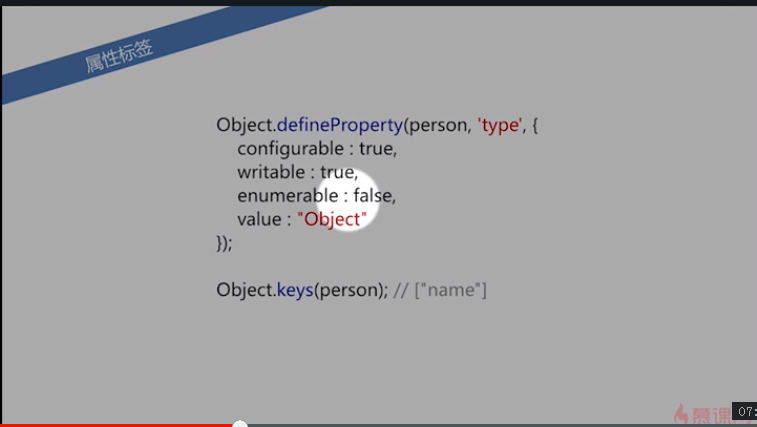 属性标签
Object.defineProperty(person, 'type', {
configurable : true,
writable : true,
enumerable : false,
value : "Object"
});
Object.keys(person); // ["name"]
慕课
07: